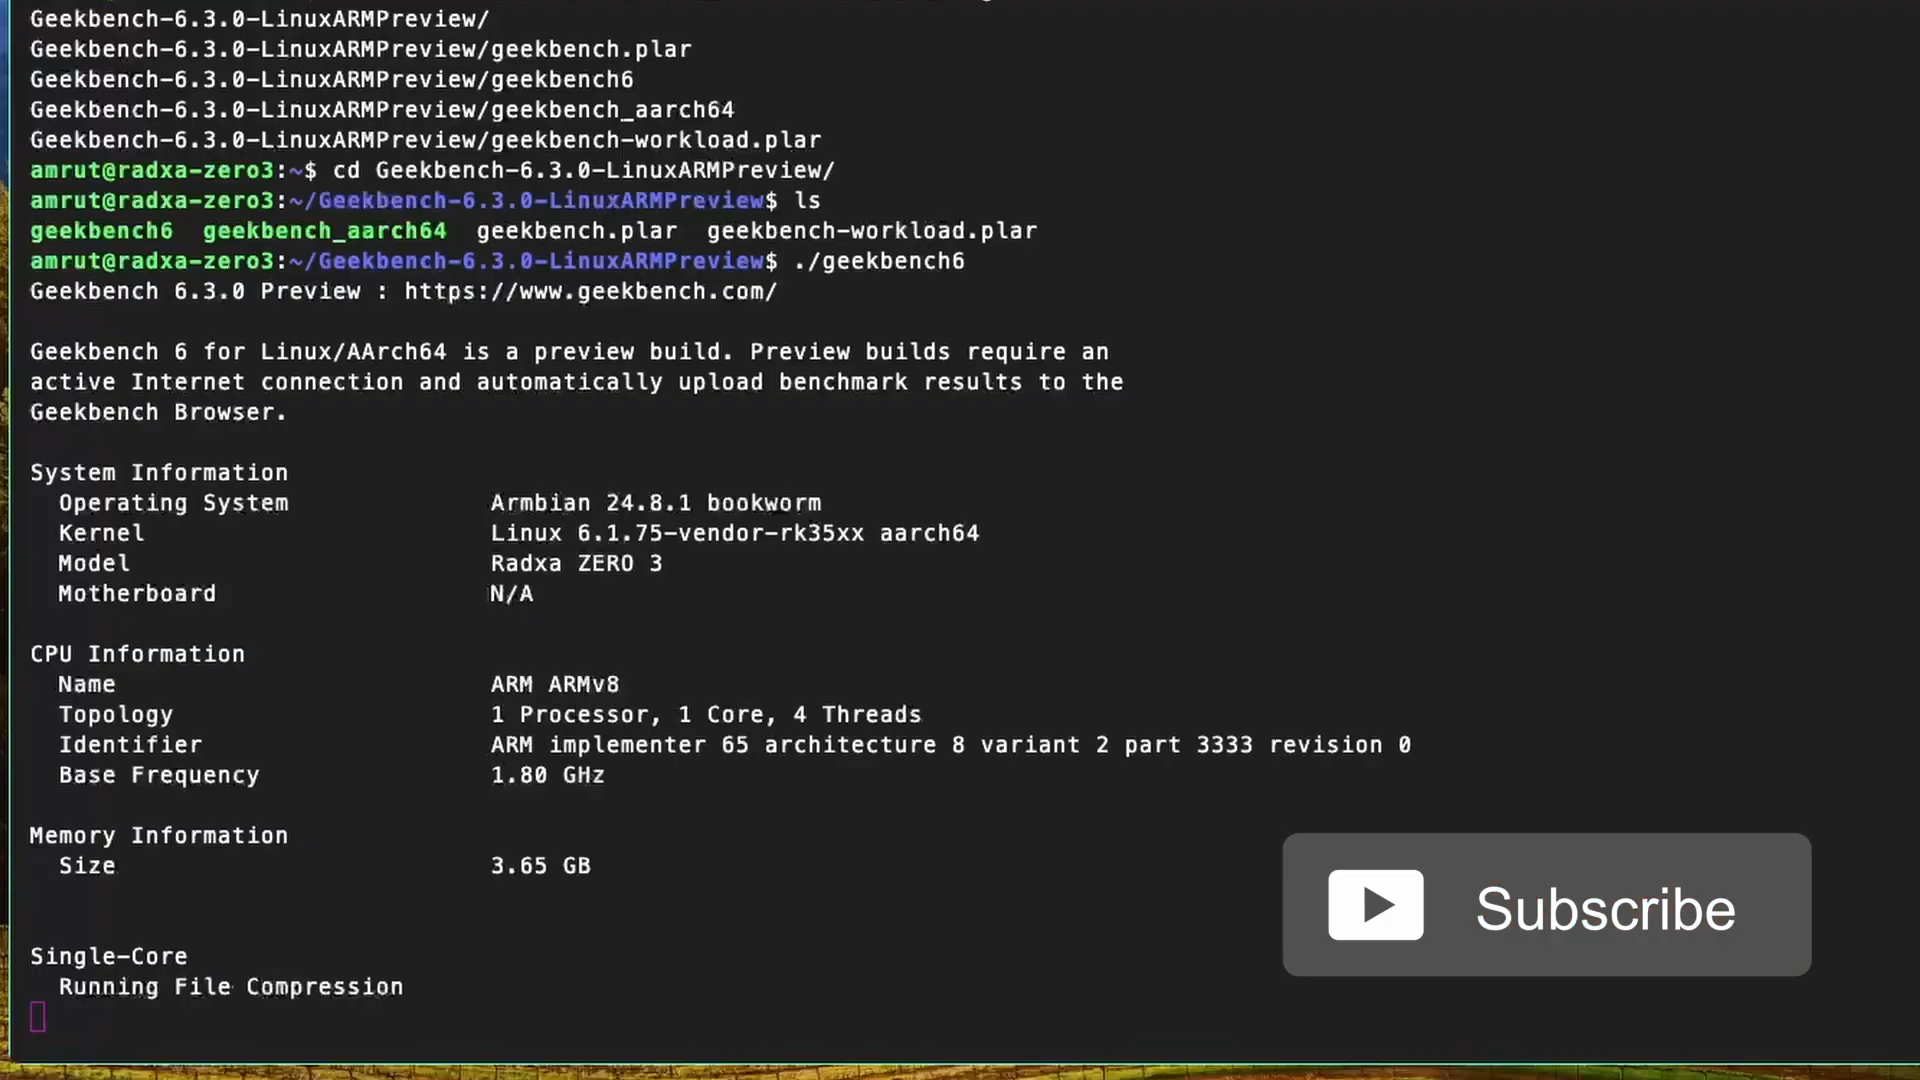 Geekbench-6.3.0-LinuxARMPreview/
Geekbench-6.3.0-LinuxARMPreview/geekbench.plar
Geekbench-6.3.0-LinuxARMPreview/geekbench6
Geekbench-6.3.0-LinuxARMPreview/geekbench_aarch64
Geekbench-6.3.0-LinuxARMPreview/geekbench-workload.plar
amrut@radxa-zero3:~$ cd Geekbench-6.3.0-LinuxARMPreview/
amrut@radxa-zero3:~/Geekbench-6.3.0-LinuxARMPreview$ ls
geekbench6  geekbench_aarch64  geekbench.plar  geekbench-workload.plar
amrut@radxa-zero3:~/Geekbench-6.3.0-LinuxARMPreview$ ./geekbench6
Geekbench 6.3.0 Preview : https://www.geekbench.com/
Geekbench 6 for Linux/AArch64 is a preview build. Preview builds require an
active Internet connection and automatically upload benchmark results to the
Geekbench Browser.
System Information
Operating System Armbian 24.8.1 bookworm
Kernel Linux 6.1.75-vendor-rk35xx aarch64
Model Radxa ZERO 3
Motherboard N/A
CPU Information
Name ARM ARMv8
Topology 1 Processor, 1 Core, 4 Threads
Identifier ARM implementer 65 architecture 8 variant 2 part 3333 revision 0
Base Frequency 1.80 GHz
Memory Information
Size 3.65 GB
Single-Core
Running File Compression
Subscribe